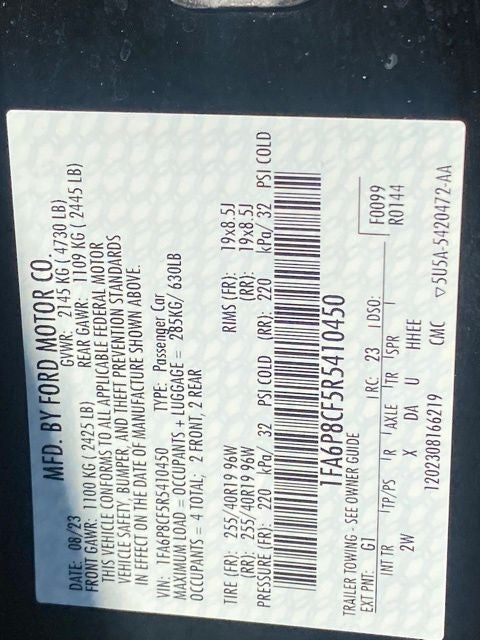 MFD. BY FORD MOTOR CO.
DATE: 08/23 GVWR: 2145 KG ( 4730 LB)
FRONT GAWR: 1100 KG ( 2425 LB) REAR GAWR: 1109 KG ( 2445 LB)
THIS VEHICLE CONFORMS TO ALL APPLICABLE FEDERAL MOTOR
VEHICLE SAFETY, BUMPER, AND THEFT PREVENTION STANDARDS
IN EFFECT ON THE DATE OF MANUFACTURE SHOWN ABOVE.
VIN: 1FA6P8CF5R5410450 TYPE: Passenger Car
MAXIMUM LOAD = OCCUPANTS + LUGGAGE = 285KG/ 630LB
OCCUPANTS = 4 TOTAL; 2 FRONT, 2 REAR
TIRE (FR): 255/40R19 96W RIMS (FR): 19x8.5J
(RR): 255/40R19 96W (RR): 19x8.5J
PRESSURE (FR): 220 kPa/ 32 PSI COLD (RR): 220 kPa/ 32 PSI COLD
1FA6P8CF5R5410450
TRAILER TOWING - SEE OWNER GUIDE
EXT PNT: G1 RC: 23 DSO: F0099
R0144
INT TR TP/PS R AXLE TR SPR
2W X DA U HHEE
1202308166219 CMC ▽5U5A-5420472-AA